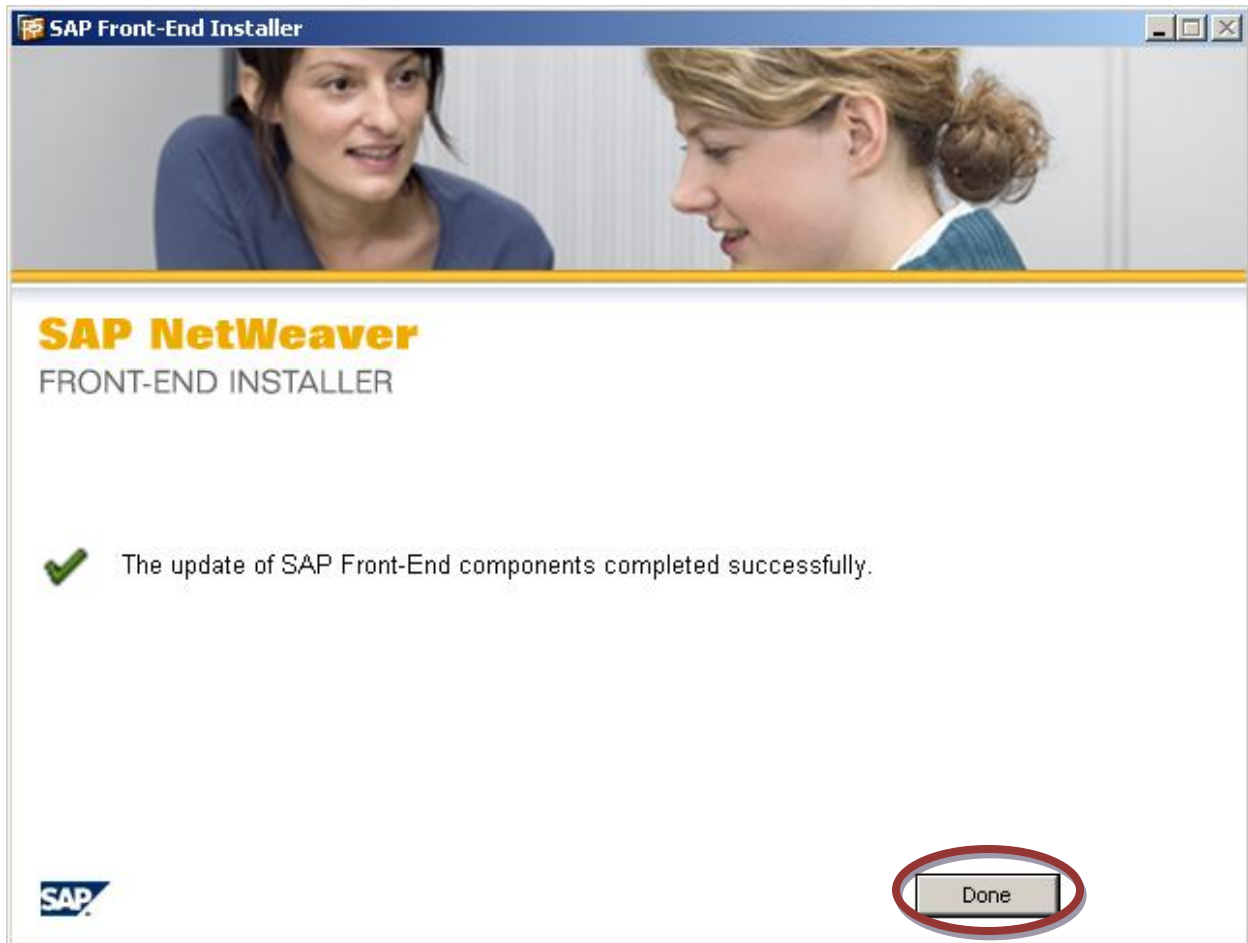 SAP Front-End Installer
SAP NetWeaver
FRONT-END INSTALLER
The update of SAP Front-End components completed successfully.
SAP
Done